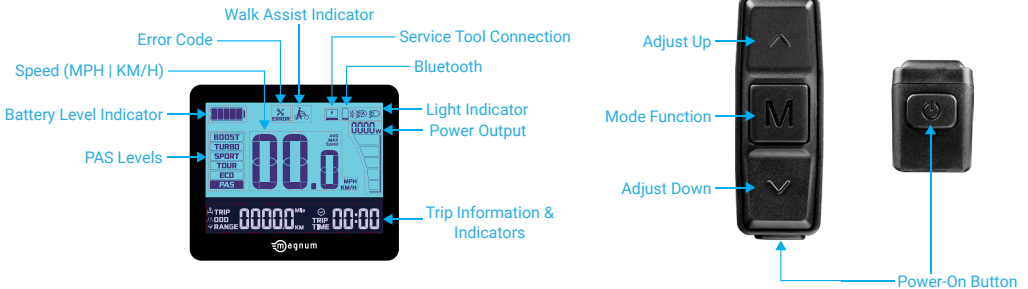 Walk Assist Indicator
Error Code
Service Tool Connection
Speed (MPH | KM/H)
Bluetooth
Battery Level Indicator
Light Indicator
Power Output
PAS Levels
Trip Information &
Indicators
ERROR
0000w
BOOST
TURBO
SPORT
TOUR
ECO
PAS
AVG
MAX
Speed
00.0
MPH
KM/H
TRIP
ODO
RANGE
0000.0
Mile
KM
TRIP
TIME
00:00
magnum
Adjust Up
Mode Function
M
Adjust Down
Power-On Button